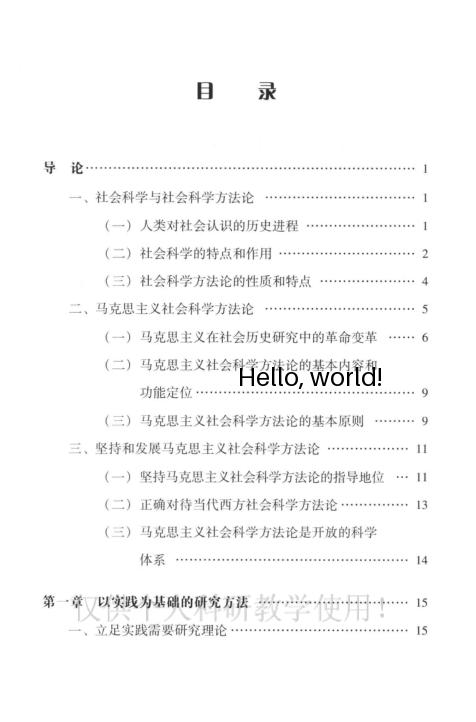 目 录
导 论 …… 1
一、社会科学与社会科学方法论 …… 1
（一）人类对社会认识的历史进程 …… 1
（二）社会科学的特点和作用 …… 2
（三）社会科学方法论的性质和特点 …… 4
二、马克思主义社会科学方法论 …… 5
（一）马克思主义在社会历史研究中的革命变革 …… 6
（二）马克思主义社会科学方法论的基本内容和
Hello, world!
功能定位 …… 9
（三）马克思主义社会科学方法论的基本原则 …… 9
三、坚持和发展马克思主义社会科学方法论 …… 11
（一）坚持马克思主义社会科学方法论的指导地位 … 11
（二）正确对待当代西方社会科学方法论 …… 13
（三）马克思主义社会科学方法论是开放的科学
体系 …… 14
第一章 以实践为基础的研究方法 …… 15
仅供个人科研教学使用！
一、立足实践需要研究理论 …… 15